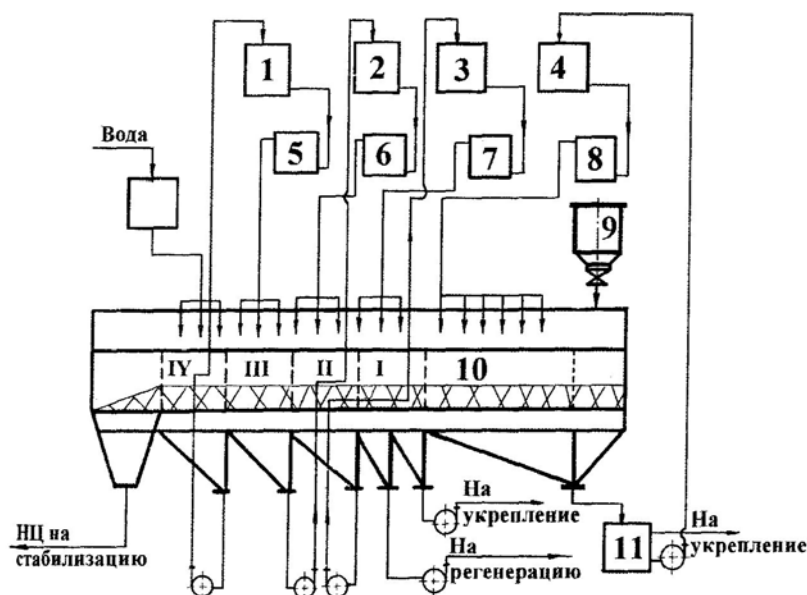 1
2
3
4
Вода
5
6
7
8
9
IY
III
II
I
10
На
укрепление
НЦ на
стабилизацию
На
регенерацию
11
На
укрепление